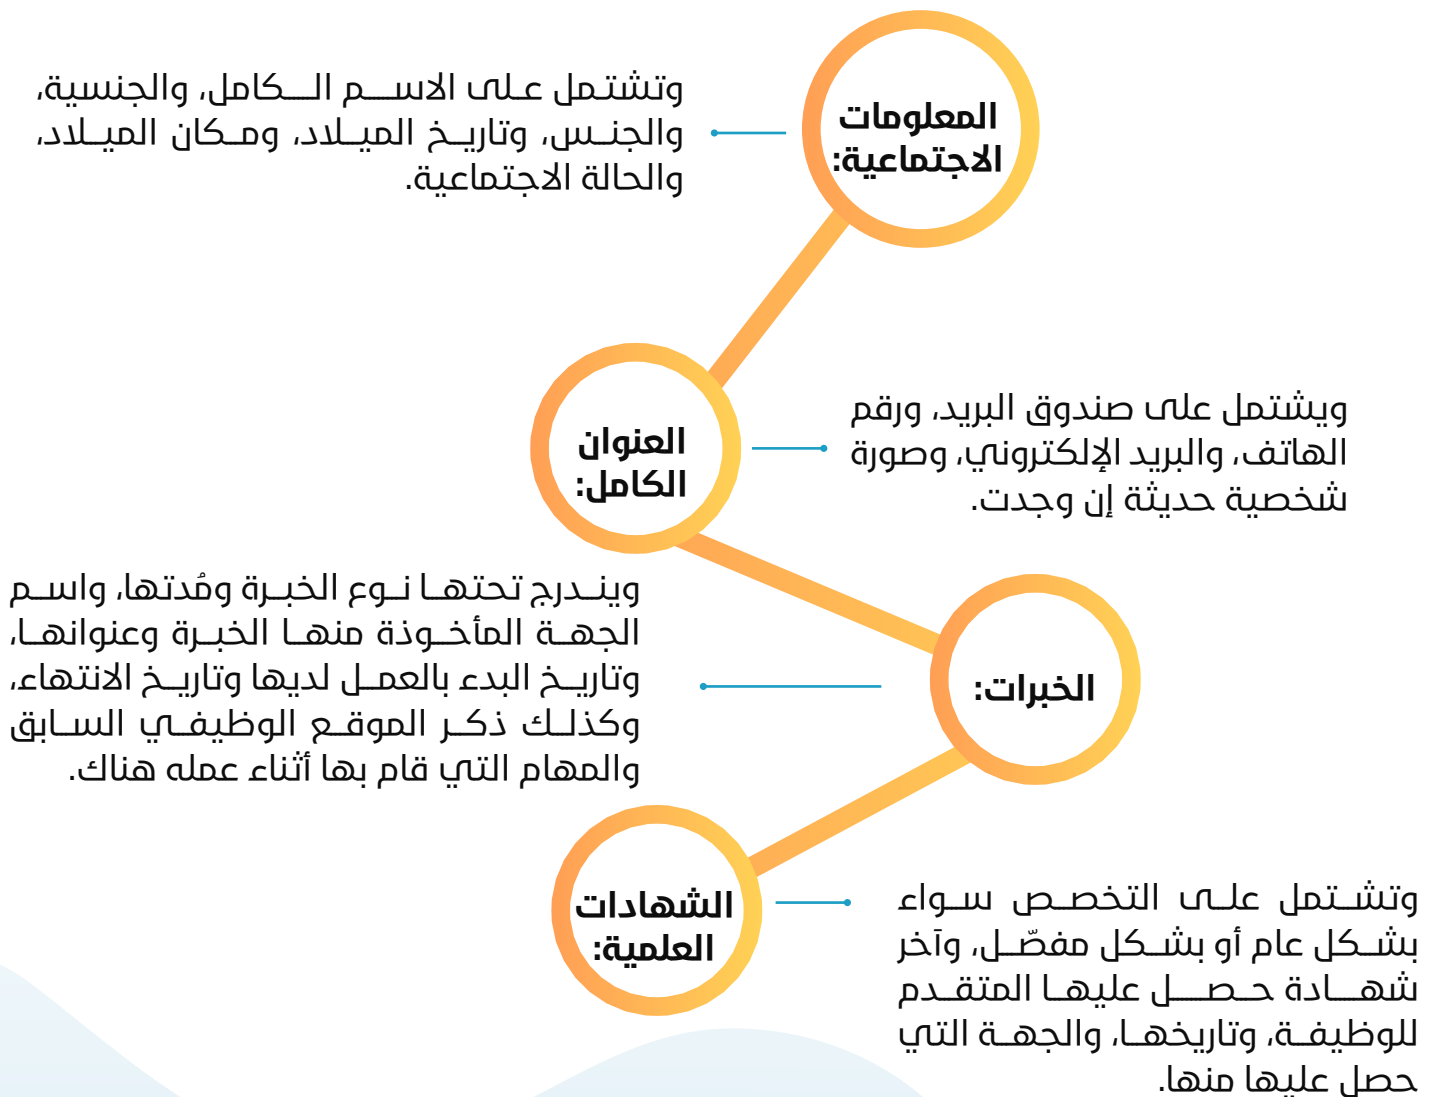 المعلومات
الاجتماعية:
وتشتمل على الاسم الكامل، والجنسية،
والجنس، وتاريخ الميلاد، ومكان الميلاد،
والحالة الاجتماعية.
العنوان
الكامل:
ويشتمل على صندوق البريد، ورقم
الهاتف، والبريد الإلكتروني، وصورة
شخصية حديثة إن وجدت.
الخبرات:
ويندرج تحتها نوع الخبرة ومُدتها، واسم
الجهة المأخوذة منها الخبرة وعنوانها،
وتاريخ البدء بالعمل لديها وتاريخ الانتهاء،
وكذلك ذكر الموقع الوظيفي السابق
والمهام التي قام بها أثناء عمله هناك.
الشهادات
العلمية:
وتشتمل على التخصص سواء
بشكل عام أو بشكل مفصّل، وآخر
شهادة حصل عليها المتقدم
للوظيفة، وتاريخها، والجهة التي
حصل عليها منها.